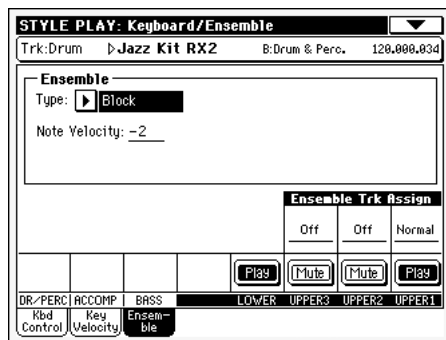 STYLE PLAY: Keyboard/Ensemble
Trk:Drum Jazz Kit RX2 B:Drum & Perc. 120.000.034
Ensemble
Type: Block
Note Velocity: -2
Ensemble Trk Assign
Off Off Normal
Play Mute Mute Play
DR/PERC ACCOMP BASS LOWER UPPER3 UPPER2 UPPER1
Kbd Control Key Velocity Ensem-
ble